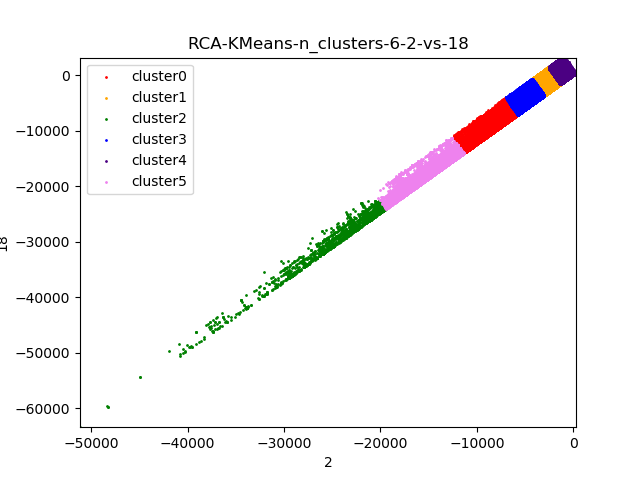 RCA-KMeans-n_clusters-6-2-vs-18
cluster0
cluster1
cluster2
cluster3
cluster4
cluster5
0
−10000
−20000
−30000
−40000
−50000
−60000
18
−50000
−40000
−30000
−20000
−10000
0
2